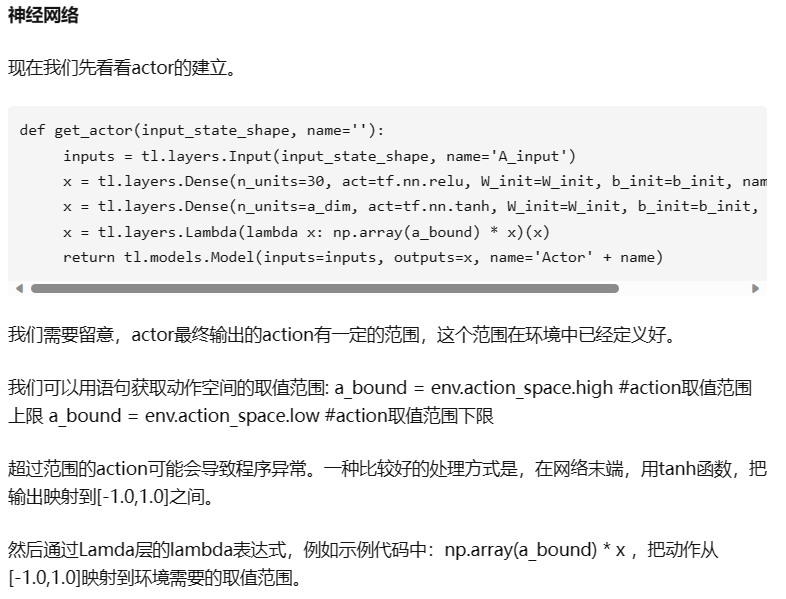 神经网络
现在我们先看看actor的建立。
def get_actor(input_state_shape, name=''):
inputs = tl.layers.Input(input_state_shape, name='A_input')
x = tl.layers.Dense(n_units=30, act=tf.nn.relu, W_init=W_init, b_init=b_init, nam
x = tl.layers.Dense(n_units=a_dim, act=tf.nn.tanh, W_init=W_init, b_init=b_init,
x = tl.layers.Lambda(lambda x: np.array(a_bound) * x)(x)
return tl.models.Model(inputs=inputs, outputs=x, name='Actor' + name)
我们需要留意，actor最终输出的action有一定的范围，这个范围在环境中已经定义好。
我们可以用语句获取动作空间的取值范围: a_bound = env.action_space.high #action取值范围
上限 a_bound = env.action_space.low #action取值范围下限
超过范围的action可能会导致程序异常。一种比较好的处理方式是，在网络末端，用tanh函数，把
输出映射到[-1.0,1.0]之间。
然后通过Lamda层的lambda表达式，例如示例代码中：np.array(a_bound) * x ，把动作从
[-1.0,1.0]映射到环境需要的取值范围。